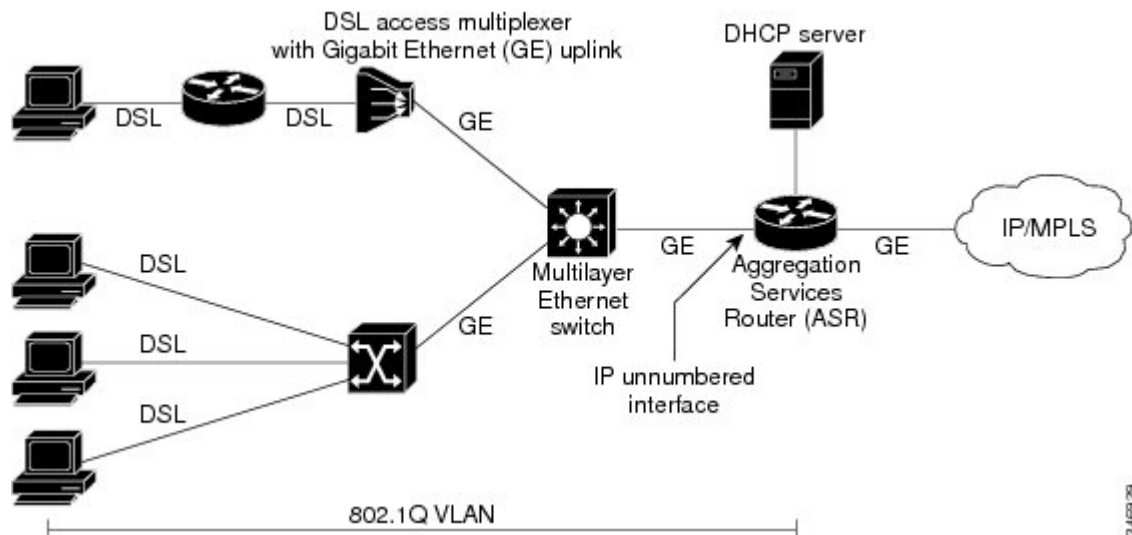 DSL access multiplexer
with Gigabit Ethernet (GE) uplink
DHCP server
DSL
DSL
GE
DSL
DSL
DSL
GE
Multilayer
Ethernet
switch
GE
Aggregation
Services
Router (ASR)
GE
IP/MPLS
IP unnumbered
interface
802.1Q VLAN